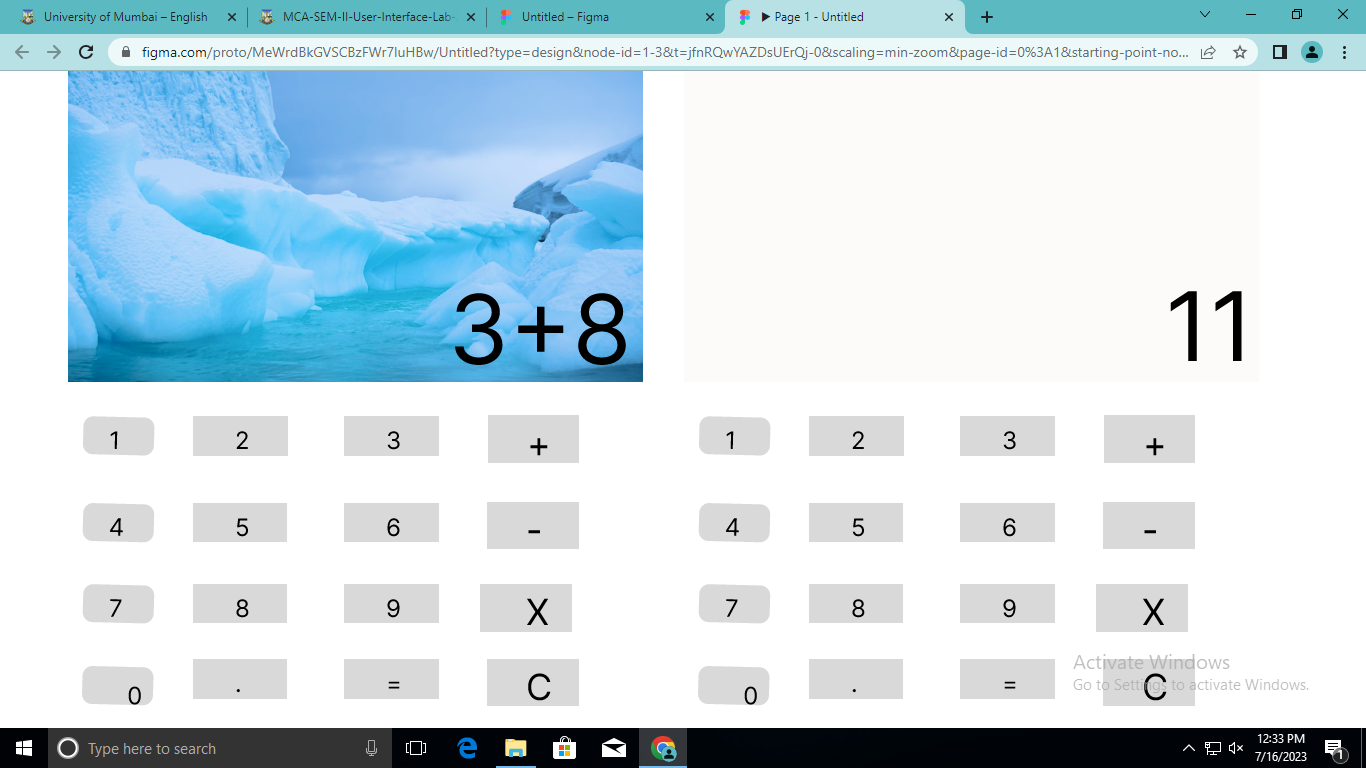 University of Mumbai – English
MCA-SEM-II-User-Interface-Lab-
Untitled – Figma
▶ Page 1 - Untitled
figma.com/proto/MeWrdBkGVSCBzFWr7IuHBw/Untitled?type=design&node-id=1-3&t=jfnRQwYAZDsUErQj-0&scaling=min-zoom&page-id=0%3A1&starting-point-no...
3+8
11
1 2 3 +
4 5 6 -
7 8 9 X
0 . = C
1 2 3 +
4 5 6 -
7 8 9 X
0 . = C
Activate Windows
Go to Settings to activate Windows.
Type here to search
12:33 PM
7/16/2023
1